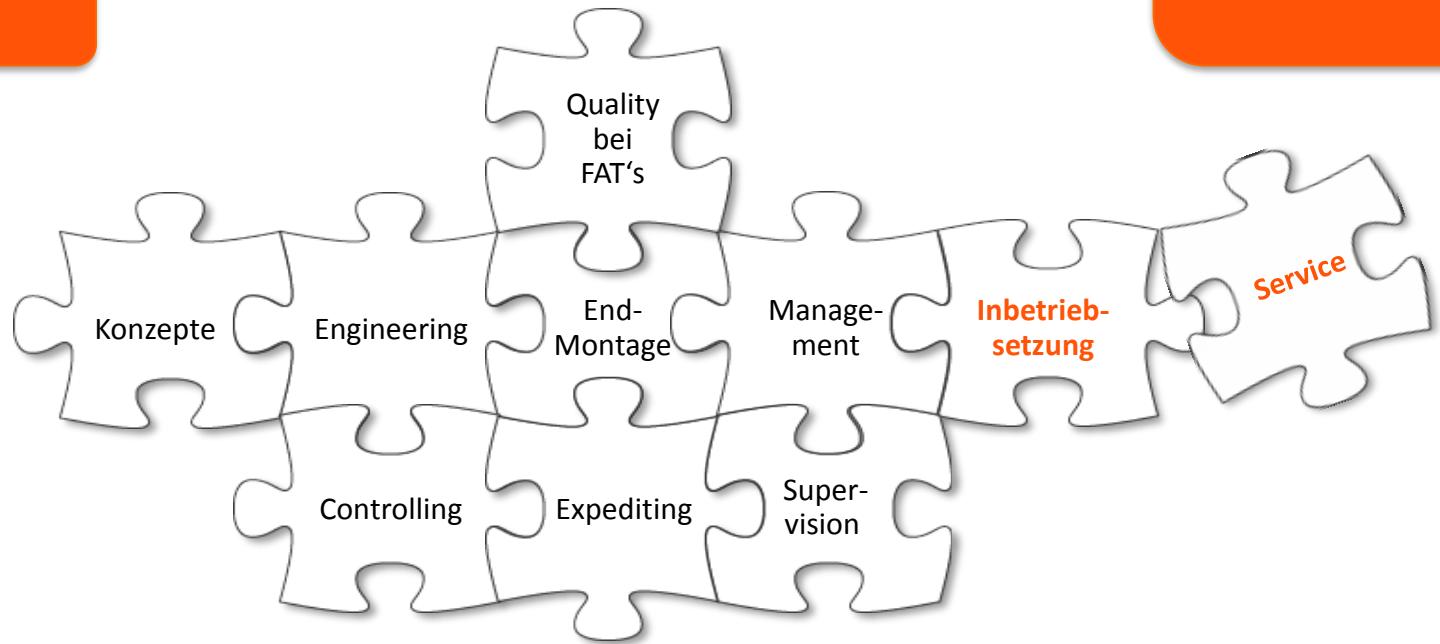 Quality
bei
FAT‘s
Konzepte
Engineering
End-
Montage
Manage-
ment
Inbetrieb-
setzung
Service
Controlling
Expediting
Super-
vision